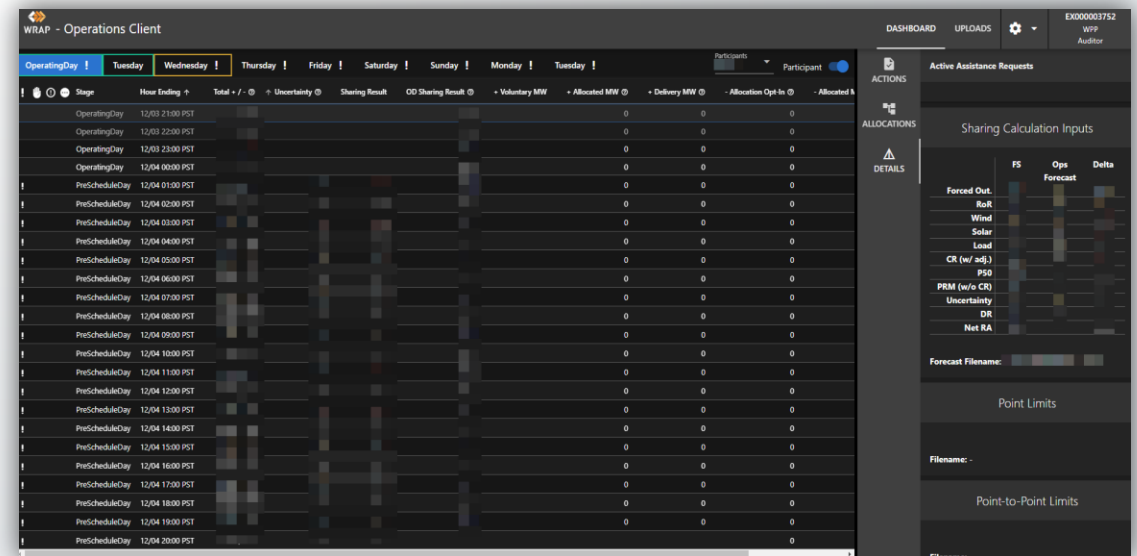 WRAP - Operations Client
DASHBOARD UPLOADS
EX000003752
WPP
Auditor
OperatingDay ! Tuesday Wednesday ! Thursday ! Friday ! Saturday ! Sunday ! Monday ! Tuesday !
Participants
Participant
! Stage Hour Ending ↑ Total + / - ↑ Uncertainty Sharing Result OD Sharing Result + Voluntary MW + Allocated MW + Delivery MW - Allocation Opt-In - Allocated M
OperatingDay 12/03 21:00 PST 0 0 0
OperatingDay 12/03 22:00 PST 0 0 0
OperatingDay 12/03 23:00 PST 0 0 0
OperatingDay 12/04 00:00 PST 0 0 0
! PreScheduleDay 12/04 01:00 PST 0 0 0
! PreScheduleDay 12/04 02:00 PST 0 0 0
! PreScheduleDay 12/04 03:00 PST 0 0 0
! PreScheduleDay 12/04 04:00 PST 0 0 0
! PreScheduleDay 12/04 05:00 PST 0 0 0
! PreScheduleDay 12/04 06:00 PST 0 0 0
! PreScheduleDay 12/04 07:00 PST 0 0 0
! PreScheduleDay 12/04 08:00 PST 0 0 0
! PreScheduleDay 12/04 09:00 PST 0 0 0
! PreScheduleDay 12/04 10:00 PST 0 0 0
! PreScheduleDay 12/04 11:00 PST 0 0 0
! PreScheduleDay 12/04 12:00 PST 0 0 0
! PreScheduleDay 12/04 13:00 PST 0 0 0
! PreScheduleDay 12/04 14:00 PST 0 0 0
! PreScheduleDay 12/04 15:00 PST 0 0 0
! PreScheduleDay 12/04 16:00 PST 0 0 0
! PreScheduleDay 12/04 17:00 PST 0 0 0
! PreScheduleDay 12/04 18:00 PST 0 0 0
! PreScheduleDay 12/04 19:00 PST 0 0 0
! PreScheduleDay 12/04 20:00 PST 0
ACTIONS
ALLOCATIONS
DETAILS
Active Assistance Requests
Sharing Calculation Inputs
FS Ops Forecast Delta
Forced Out.
RoR
Wind
Solar
Load
CR (w/ adj.)
P50
PRM (w/o CR)
Uncertainty
DR
Net RA
Forecast Filename:
Point Limits
Filename: -
Point-to-Point Limits